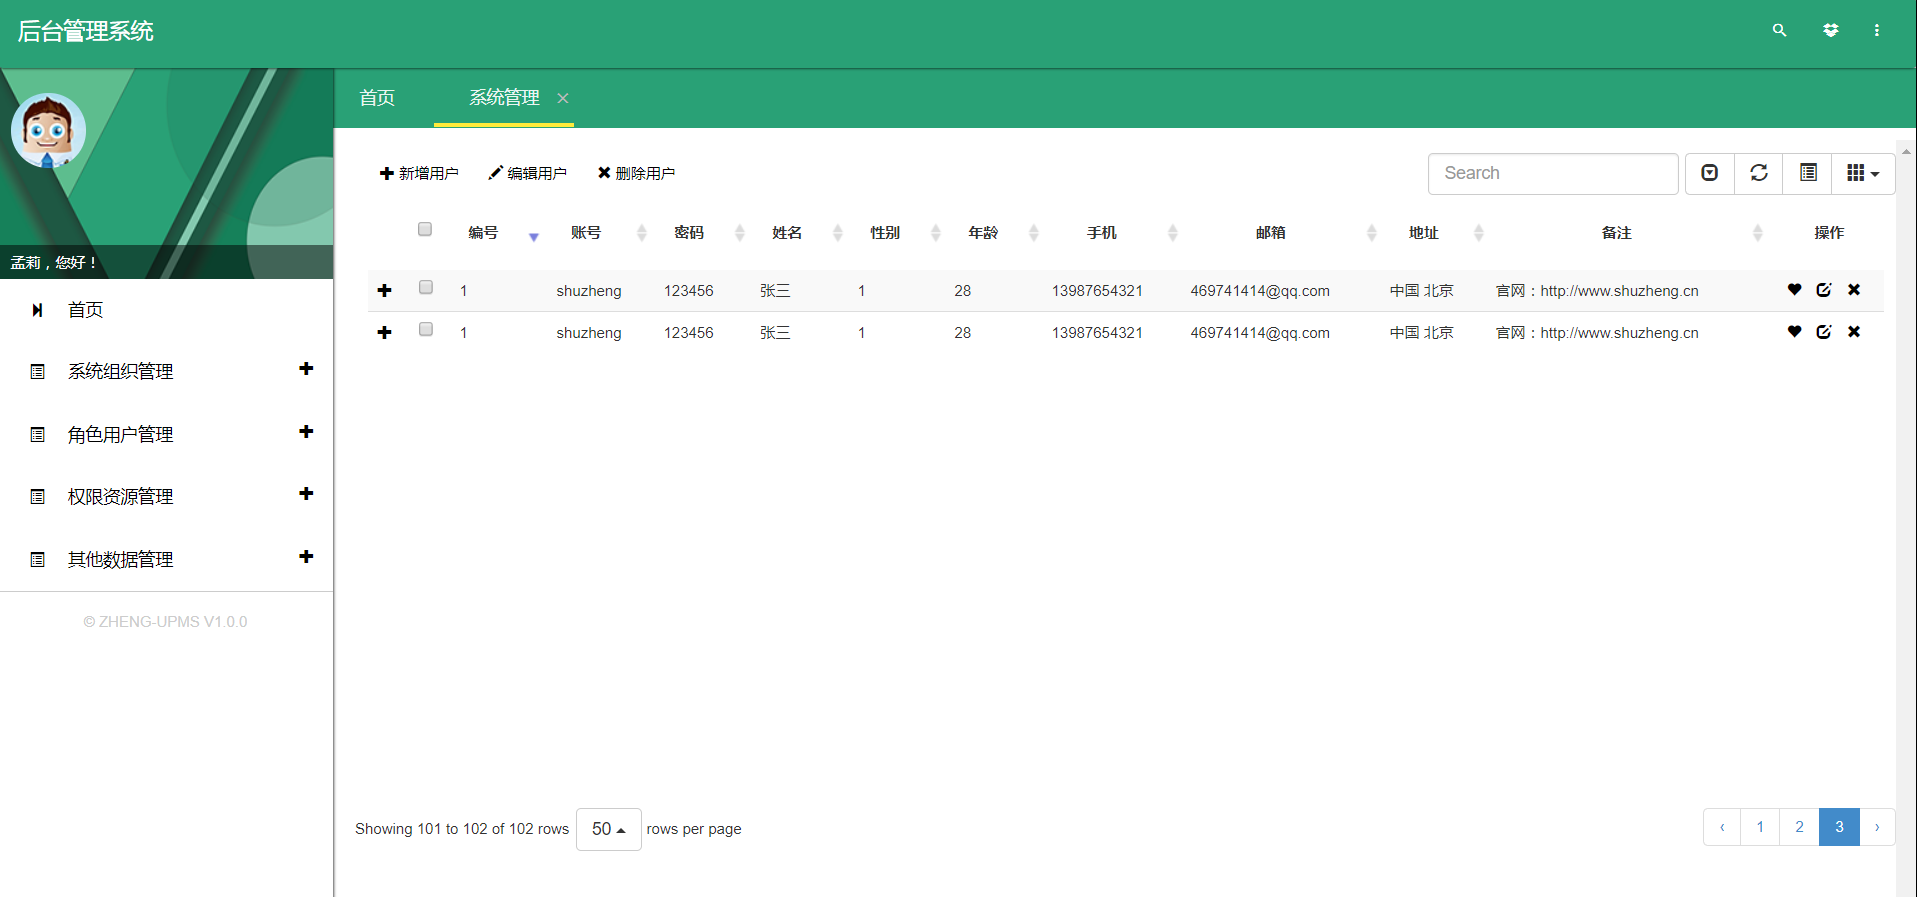 后台管理系统
首页 系统管理 ×
孟莉，您好！
首页
系统组织管理
角色用户管理
权限资源管理
其他数据管理
© ZHENG-UPMS V1.0.0
新增用户 编辑用户 删除用户 Search
编号 账号 密码 姓名 性别 年龄 手机 邮箱 地址 备注 操作
1 shuzheng 123456 张三 1 28 13987654321 469741414@qq.com 中国 北京 官网：http://www.shuzheng.cn
1 shuzheng 123456 张三 1 28 13987654321 469741414@qq.com 中国 北京 官网：http://www.shuzheng.cn
Showing 101 to 102 of 102 rows 50 rows per page ‹ 1 2 3 ›